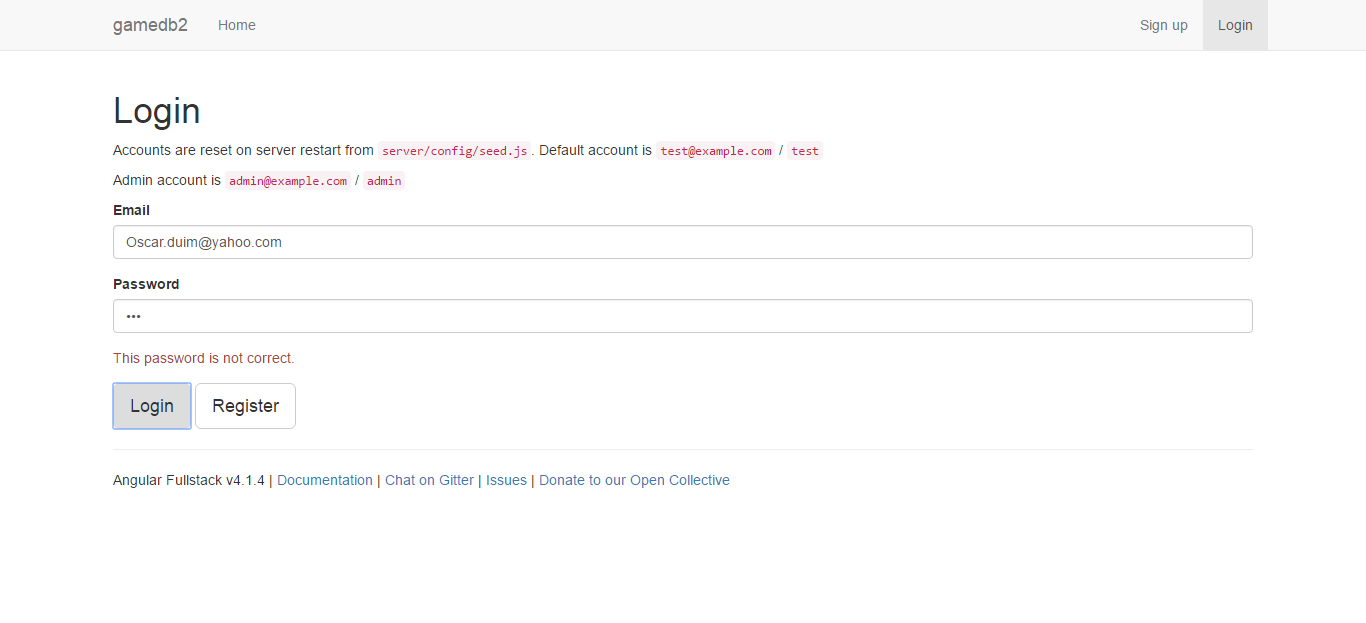 gamedb2 Home Sign up Login
Login
Accounts are reset on server restart from server/config/seed.js. Default account is test@example.com / test
Admin account is admin@example.com / admin
Email
Oscar.duim@yahoo.com
Password
•••
This password is not correct.
Login Register
Angular Fullstack v4.1.4 | Documentation | Chat on Gitter | Issues | Donate to our Open Collective